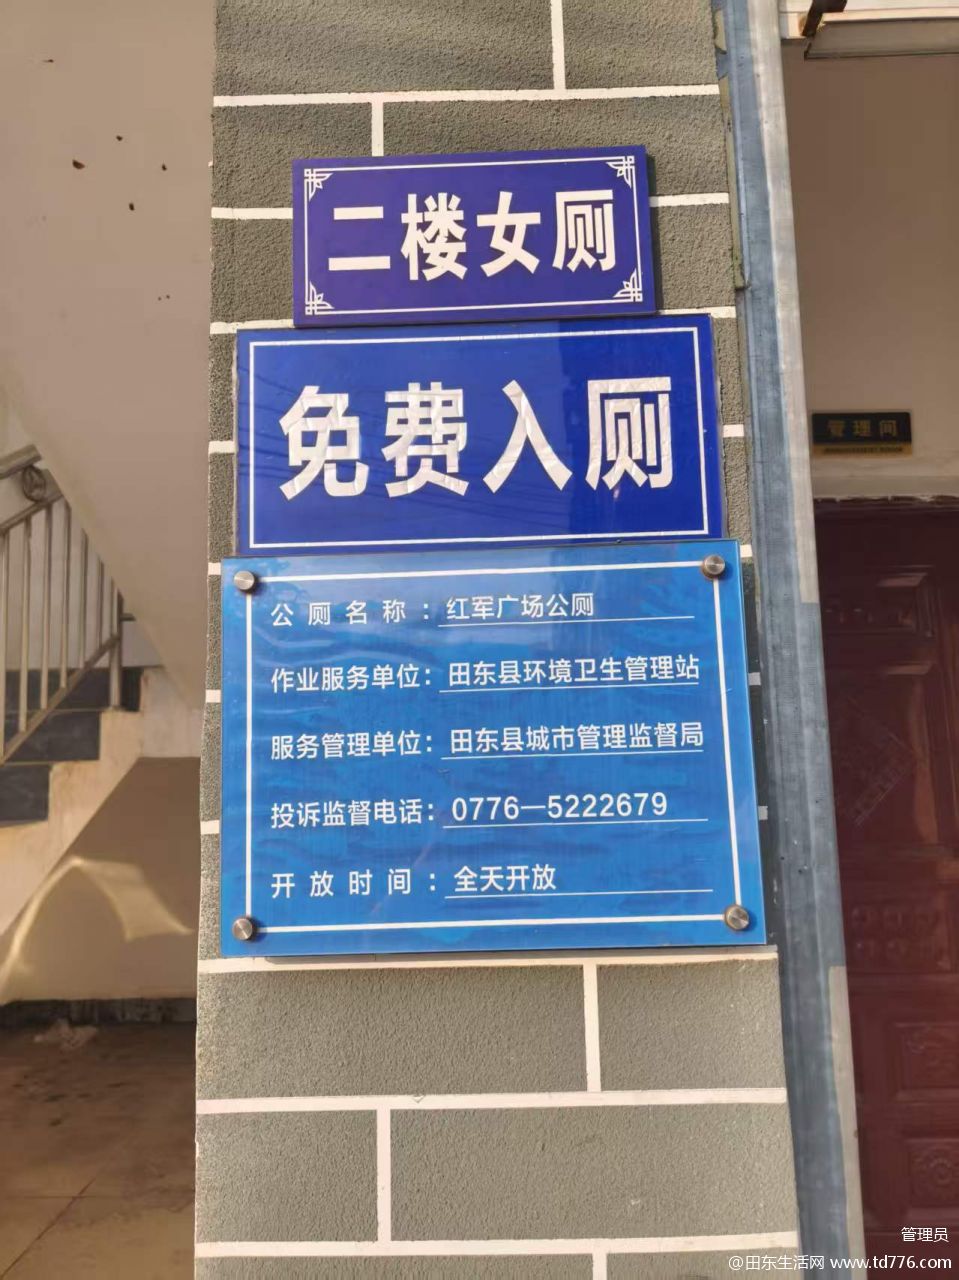 二楼女厕
免费入厕
管理间
公厕名称：红军广场公厕
作业服务单位：田东县环境卫生管理站
服务管理单位：田东县城市管理监督局
投诉监督电话：0776—5222679
开放时间：全天开放
管理员
@田东生活网 www.td776.com